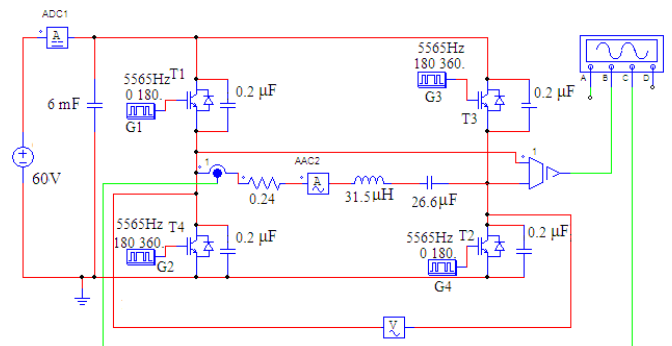 ADC1
5565Hz
0 180.
T1
G1
0.2 µF
6 mF
60V
5565Hz
180 360.
G3
T3
0.2 µF
A
B
C
D
1
0.24
AAC2
A
31.5µH
26.6µF
1
5565Hz
180 360.
T4
G2
0.2 µF
5565Hz
0 180.
T2
G4
0.2 µF
V
A